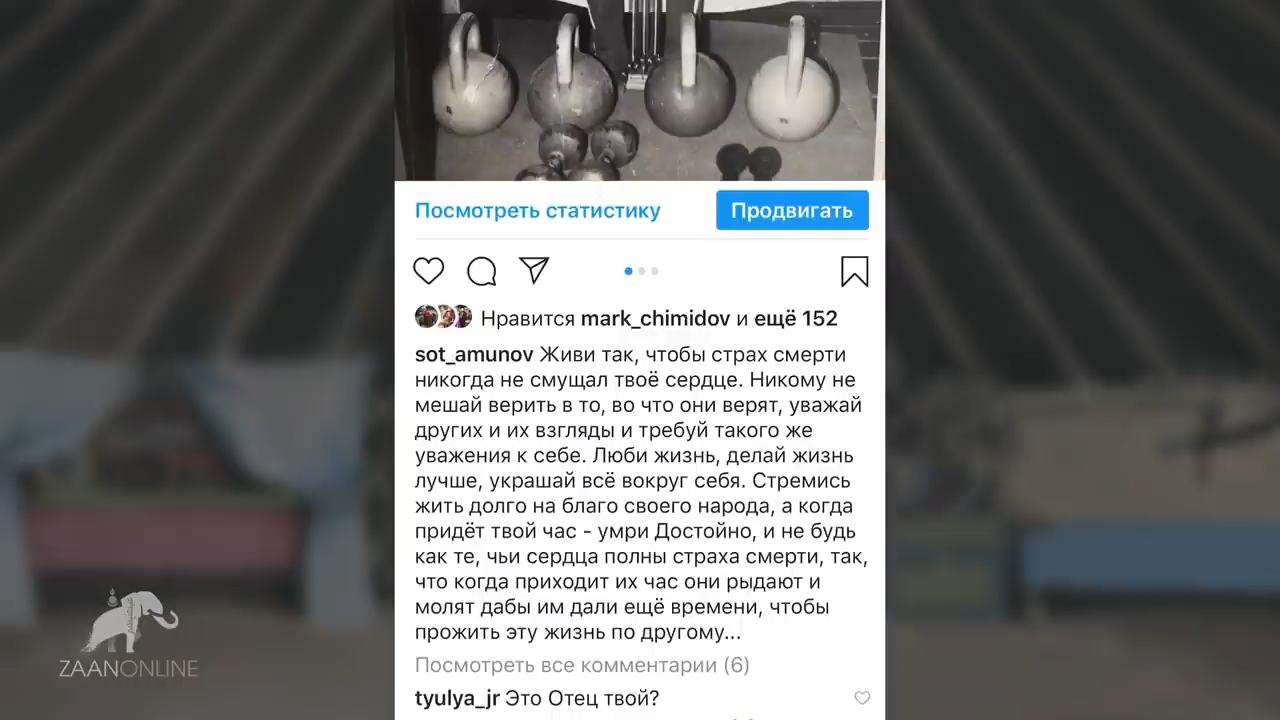 Посмотреть статистику
Продвигать
Нравится mark_chimidov и ещё 152
sot_amunov Живи так, чтобы страх смерти
никогда не смущал твоё сердце. Никому не
мешай верить в то, во что они верят, уважай
других и их взгляды и требуй такого же
уважения к себе. Люби жизнь, делай жизнь
лучше, украшай всё вокруг себя. Стремись
жить долго на благо своего народа, а когда
придёт твой час - умри Достойно, и не будь
как те, чьи сердца полны страха смерти, так,
что когда приходит их час они рыдают и
молят дабы им дали ещё времени, чтобы
прожить эту жизнь по другому...
Посмотреть все комментарии (6)
tyulya_jr Это Отец твой?
ZAANONLINE